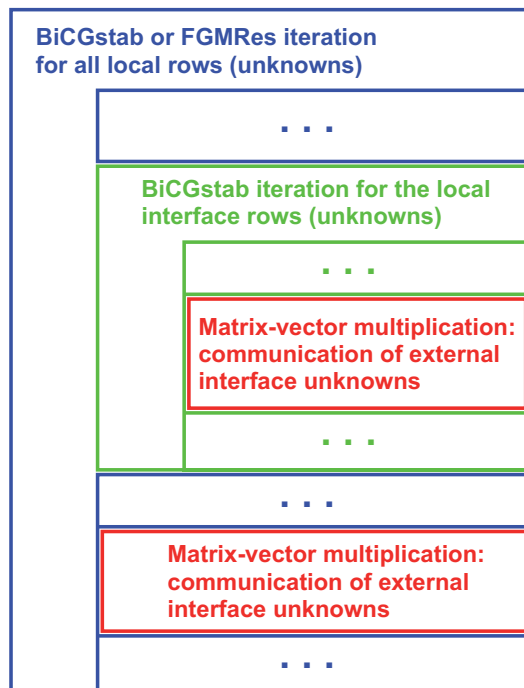 BiCGstab or FGMRes iteration
for all local rows (unknowns)
. . .
BiCGstab iteration for the local
interface rows (unknowns)
. . .
Matrix-vector multiplication:
communication of external
interface unknowns
. . .
. . .
Matrix-vector multiplication:
communication of external
interface unknowns
. . .